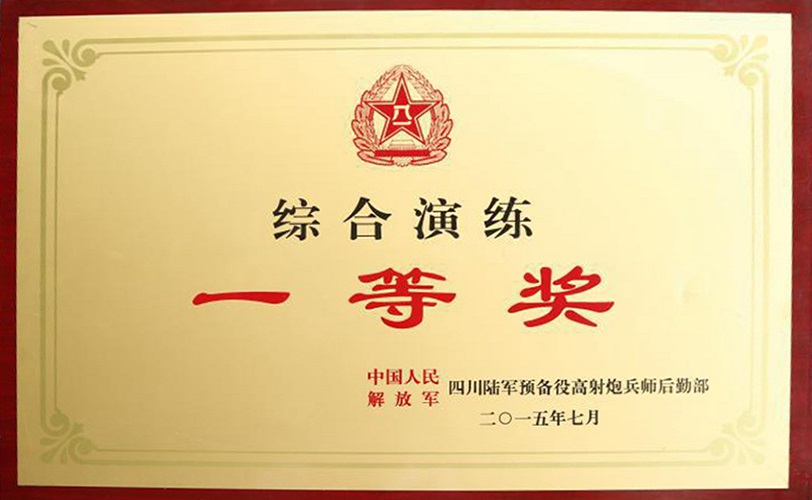 八一
综合演练
一等奖
中国人民
解放军
四川陆军预备役高射炮兵师后勤部
二〇一五年七月